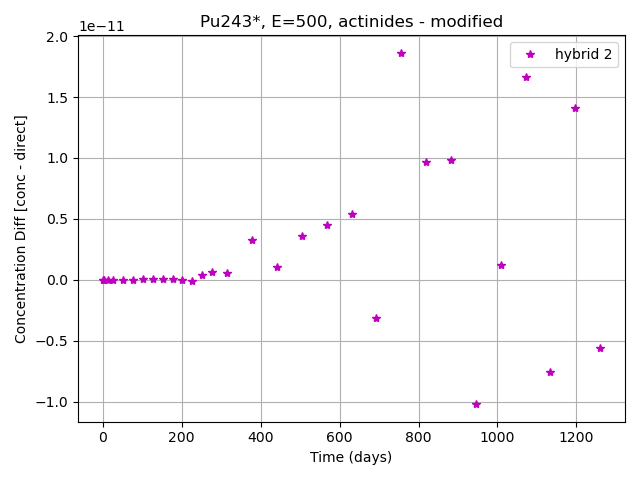 Pu243*, E=500, actinides - modified
1e−11
hybrid 2
2.0
1.5
1.0
0.5
0.0
−0.5
−1.0
Concentration Diff [conc - direct]
0 200 400 600 800 1000 1200
Time (days)